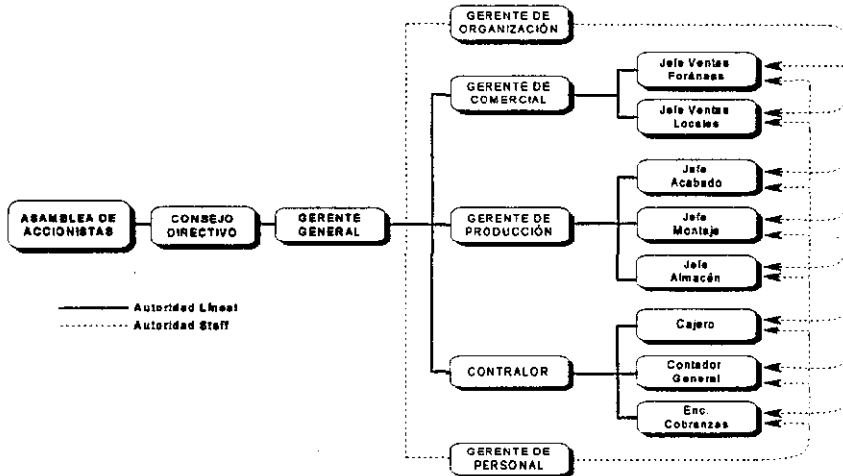 GERENTE DE
ORGANIZACIÓN
GERENTE DE
COMERCIAL
Jefe Ventas
Foráneas
Jefe Ventas
Locales
ASAMBLEA DE
ACCIONISTAS
CONSEJO
DIRECTIVO
GERENTE
GENERAL
GERENTE DE
PRODUCCIÓN
Jefe
Acabado
Jefe
Montaje
Jefe
Almacén
Autoridad Lineal
Autoridad Staff
CONTRALOR
Cajero
Contador
General
Enc.
Cobranzas
GERENTE DE
PERSONAL